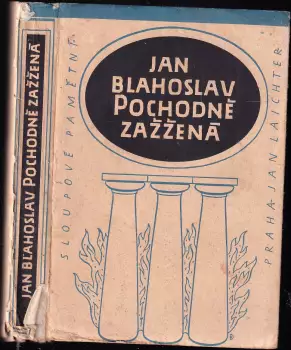 JAN BLAHOSLAV POCHODNĚ ZAŽŽENÁ
JAN
BLAHOSLAV
POCHODNĚ
ZAŽŽENÁ
SLOUPOVÉ PAMĚTNÍ
PRAHA-JAN LAICHTER